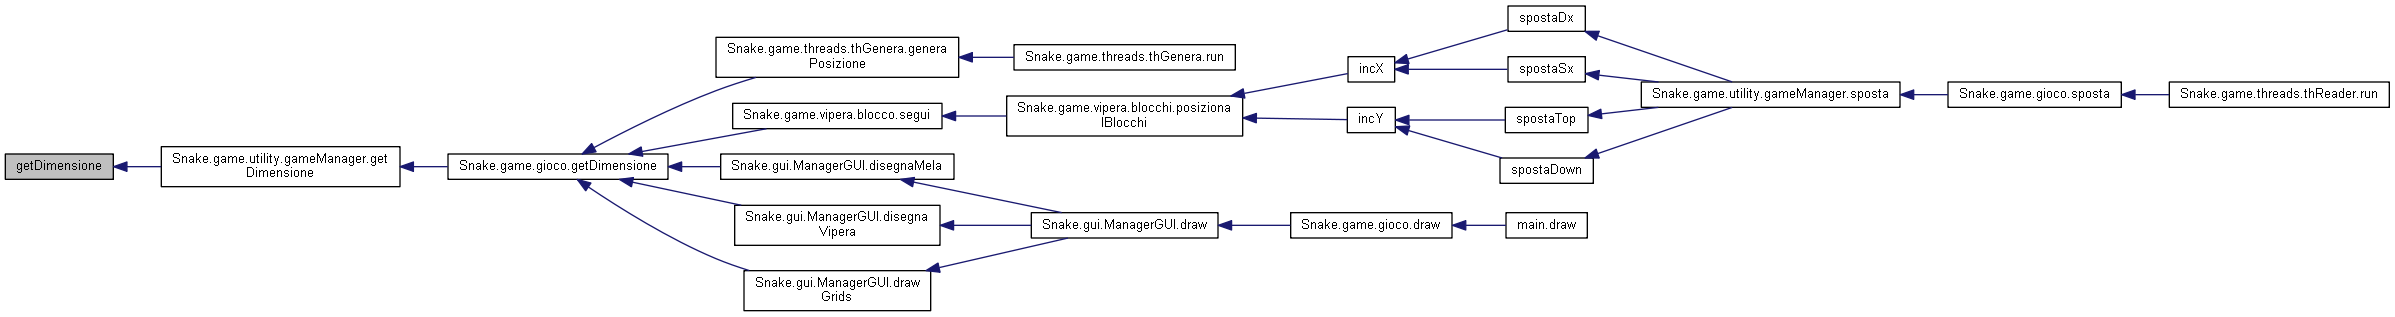 getDimensione
Snake.game.utility.gameManager.get
Dimensione
Snake.game.gioco.getDimensione
Snake.game.threads.thGenera.genera
Posizione
Snake.game.threads.thGenera.run
Snake.game.vipera.blocco.segui
Snake.game.vipera.blocchi.posiziona
IBlocchi
incX
spostaDx
spostaSx
incY
spostaTop
spostaDown
Snake.game.utility.gameManager.sposta
Snake.game.gioco.sposta
Snake.game.threads.thReader.run
Snake.gui.ManagerGUI.disegnaMela
Snake.gui.ManagerGUI.disegna
Vipera
Snake.gui.ManagerGUI.draw
Grids
Snake.gui.ManagerGUI.draw
Snake.game.gioco.draw
main.draw